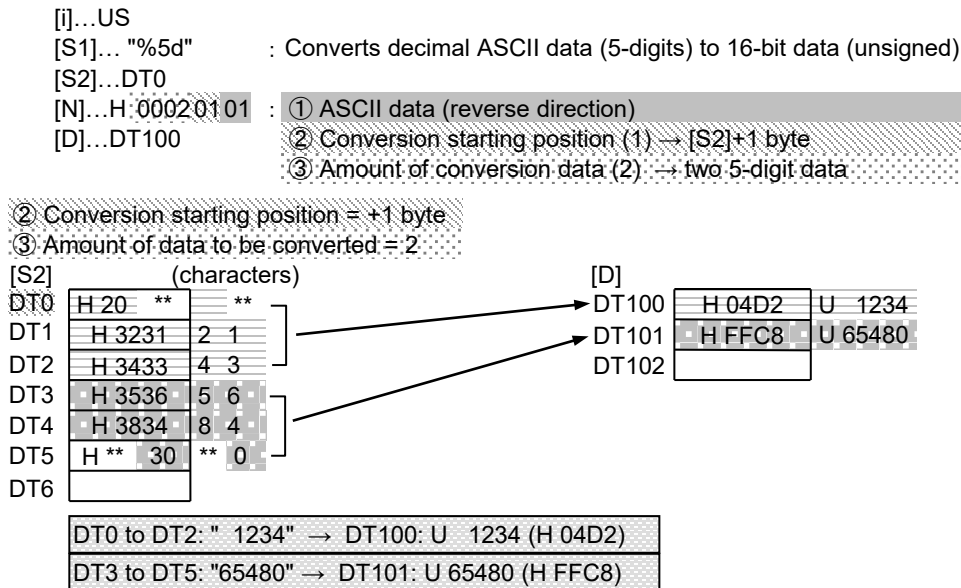 [i]…US
[S1]… "%5d" : Converts decimal ASCII data (5-digits) to 16-bit data (unsigned)
[S2]…DT0
[N]…H 0002 01 01 : ① ASCII data (reverse direction)
[D]…DT100 ② Conversion starting position (1) → [S2]+1 byte
③ Amount of conversion data (2) → two 5-digit data
② Conversion starting position = +1 byte
③ Amount of data to be converted = 2
[S2] (characters) [D]
DT0 H 20 ** ** DT100 H 04D2 U 1234
DT1 H 3231 2 1 DT101 H FFC8 U 65480
DT2 H 3433 4 3 DT102
DT3 H 3536 5 6
DT4 H 3834 8 4
DT5 H ** 30 ** 0
DT6
DT0 to DT2: " 1234" → DT100: U 1234 (H 04D2)
DT3 to DT5: "65480" → DT101: U 65480 (H FFC8)